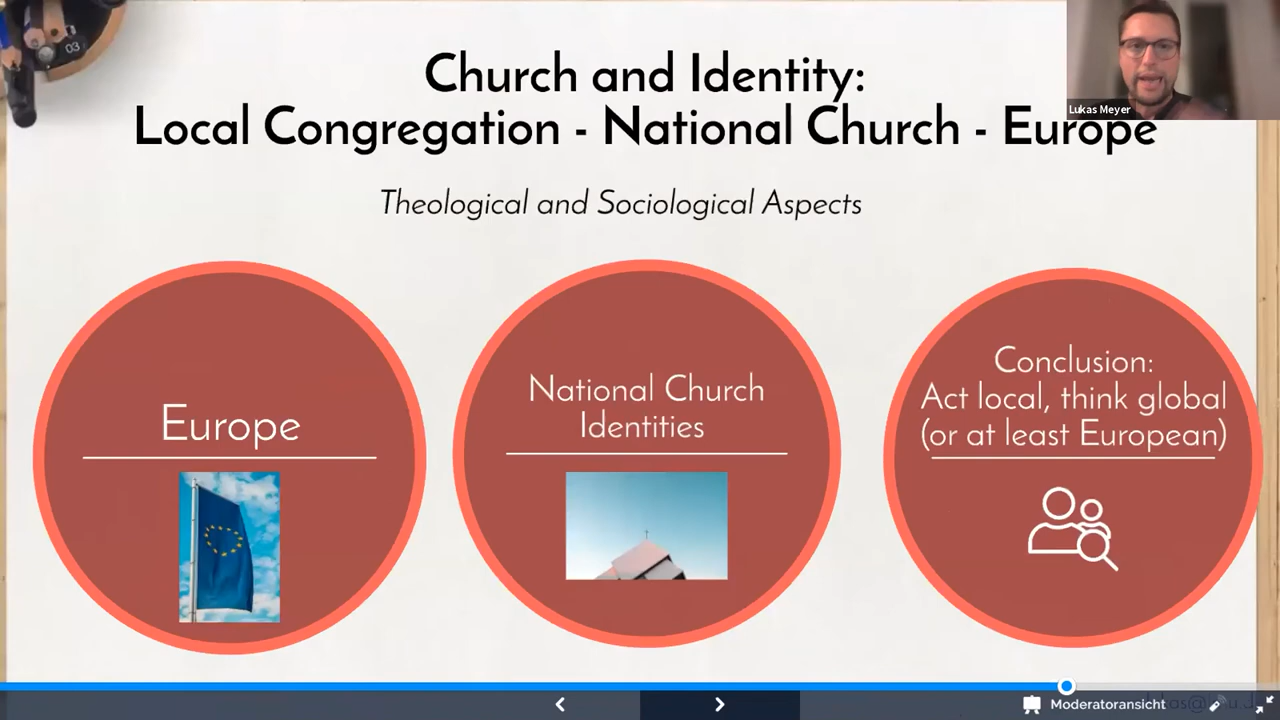 03
Church and Identity:
Local Congregation - National Church - Europe
Lukas Meyer
Theological and Sociological Aspects
Europe
National Church
Identities
Conclusion:
Act local, think global
(or at least European)
Moderatoransicht